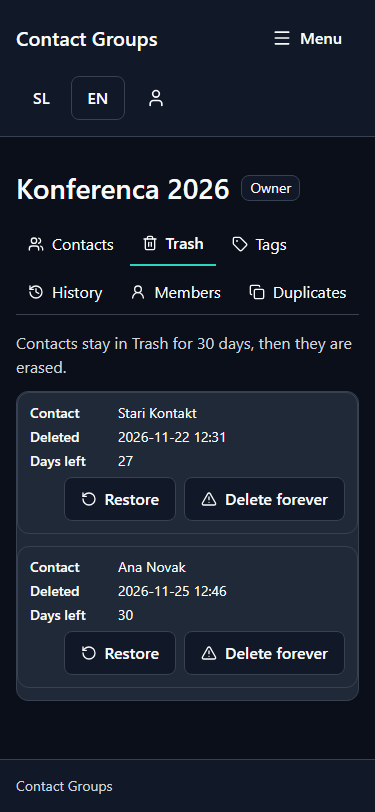 Contact Groups
Menu
SL
EN
Konferenca 2026
Owner
Contacts
Trash
Tags
History
Members
Duplicates
Contacts stay in Trash for 30 days, then they are
erased.
Contact Stari Kontakt
Deleted 2026-11-22 12:31
Days left 27
Restore
Delete forever
Contact Ana Novak
Deleted 2026-11-25 12:46
Days left 30
Restore
Delete forever
Contact Groups